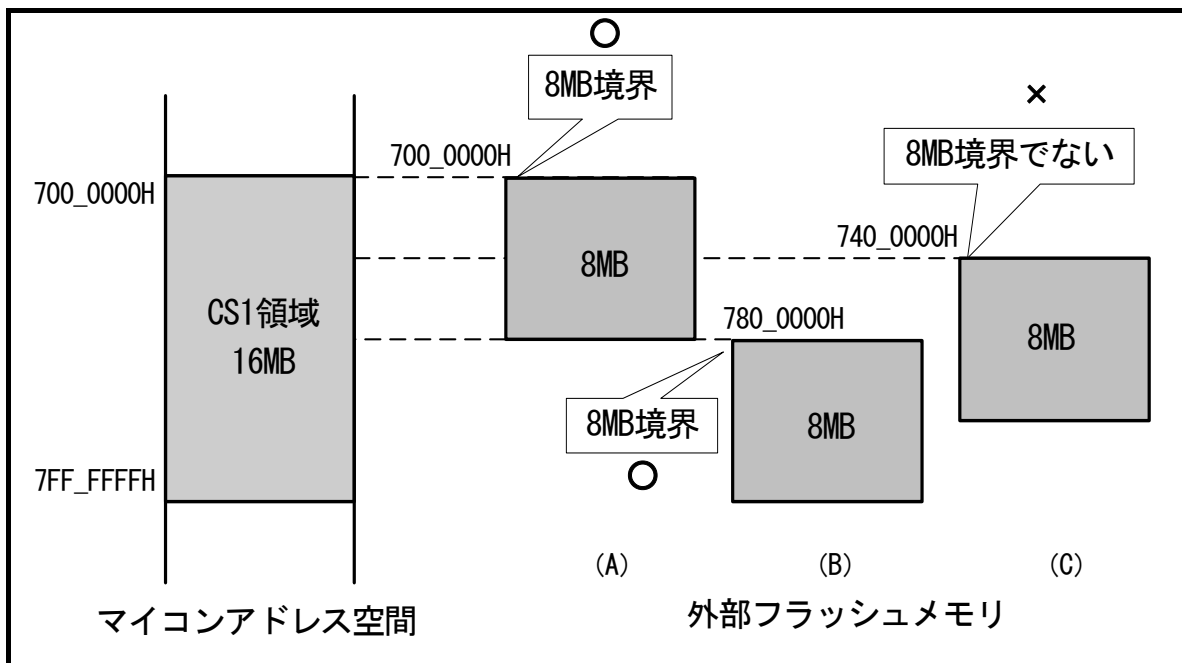 ○
8MB境界
×
8MB境界でない
700_0000H
700_0000H
740_0000H
8MB
CS1領域
16MB
780_0000H
8MB
8MB境界
8MB
○
7FF_FFFFH
(A)
(B)
(C)
マイコンアドレス空間
外部フラッシュメモリ